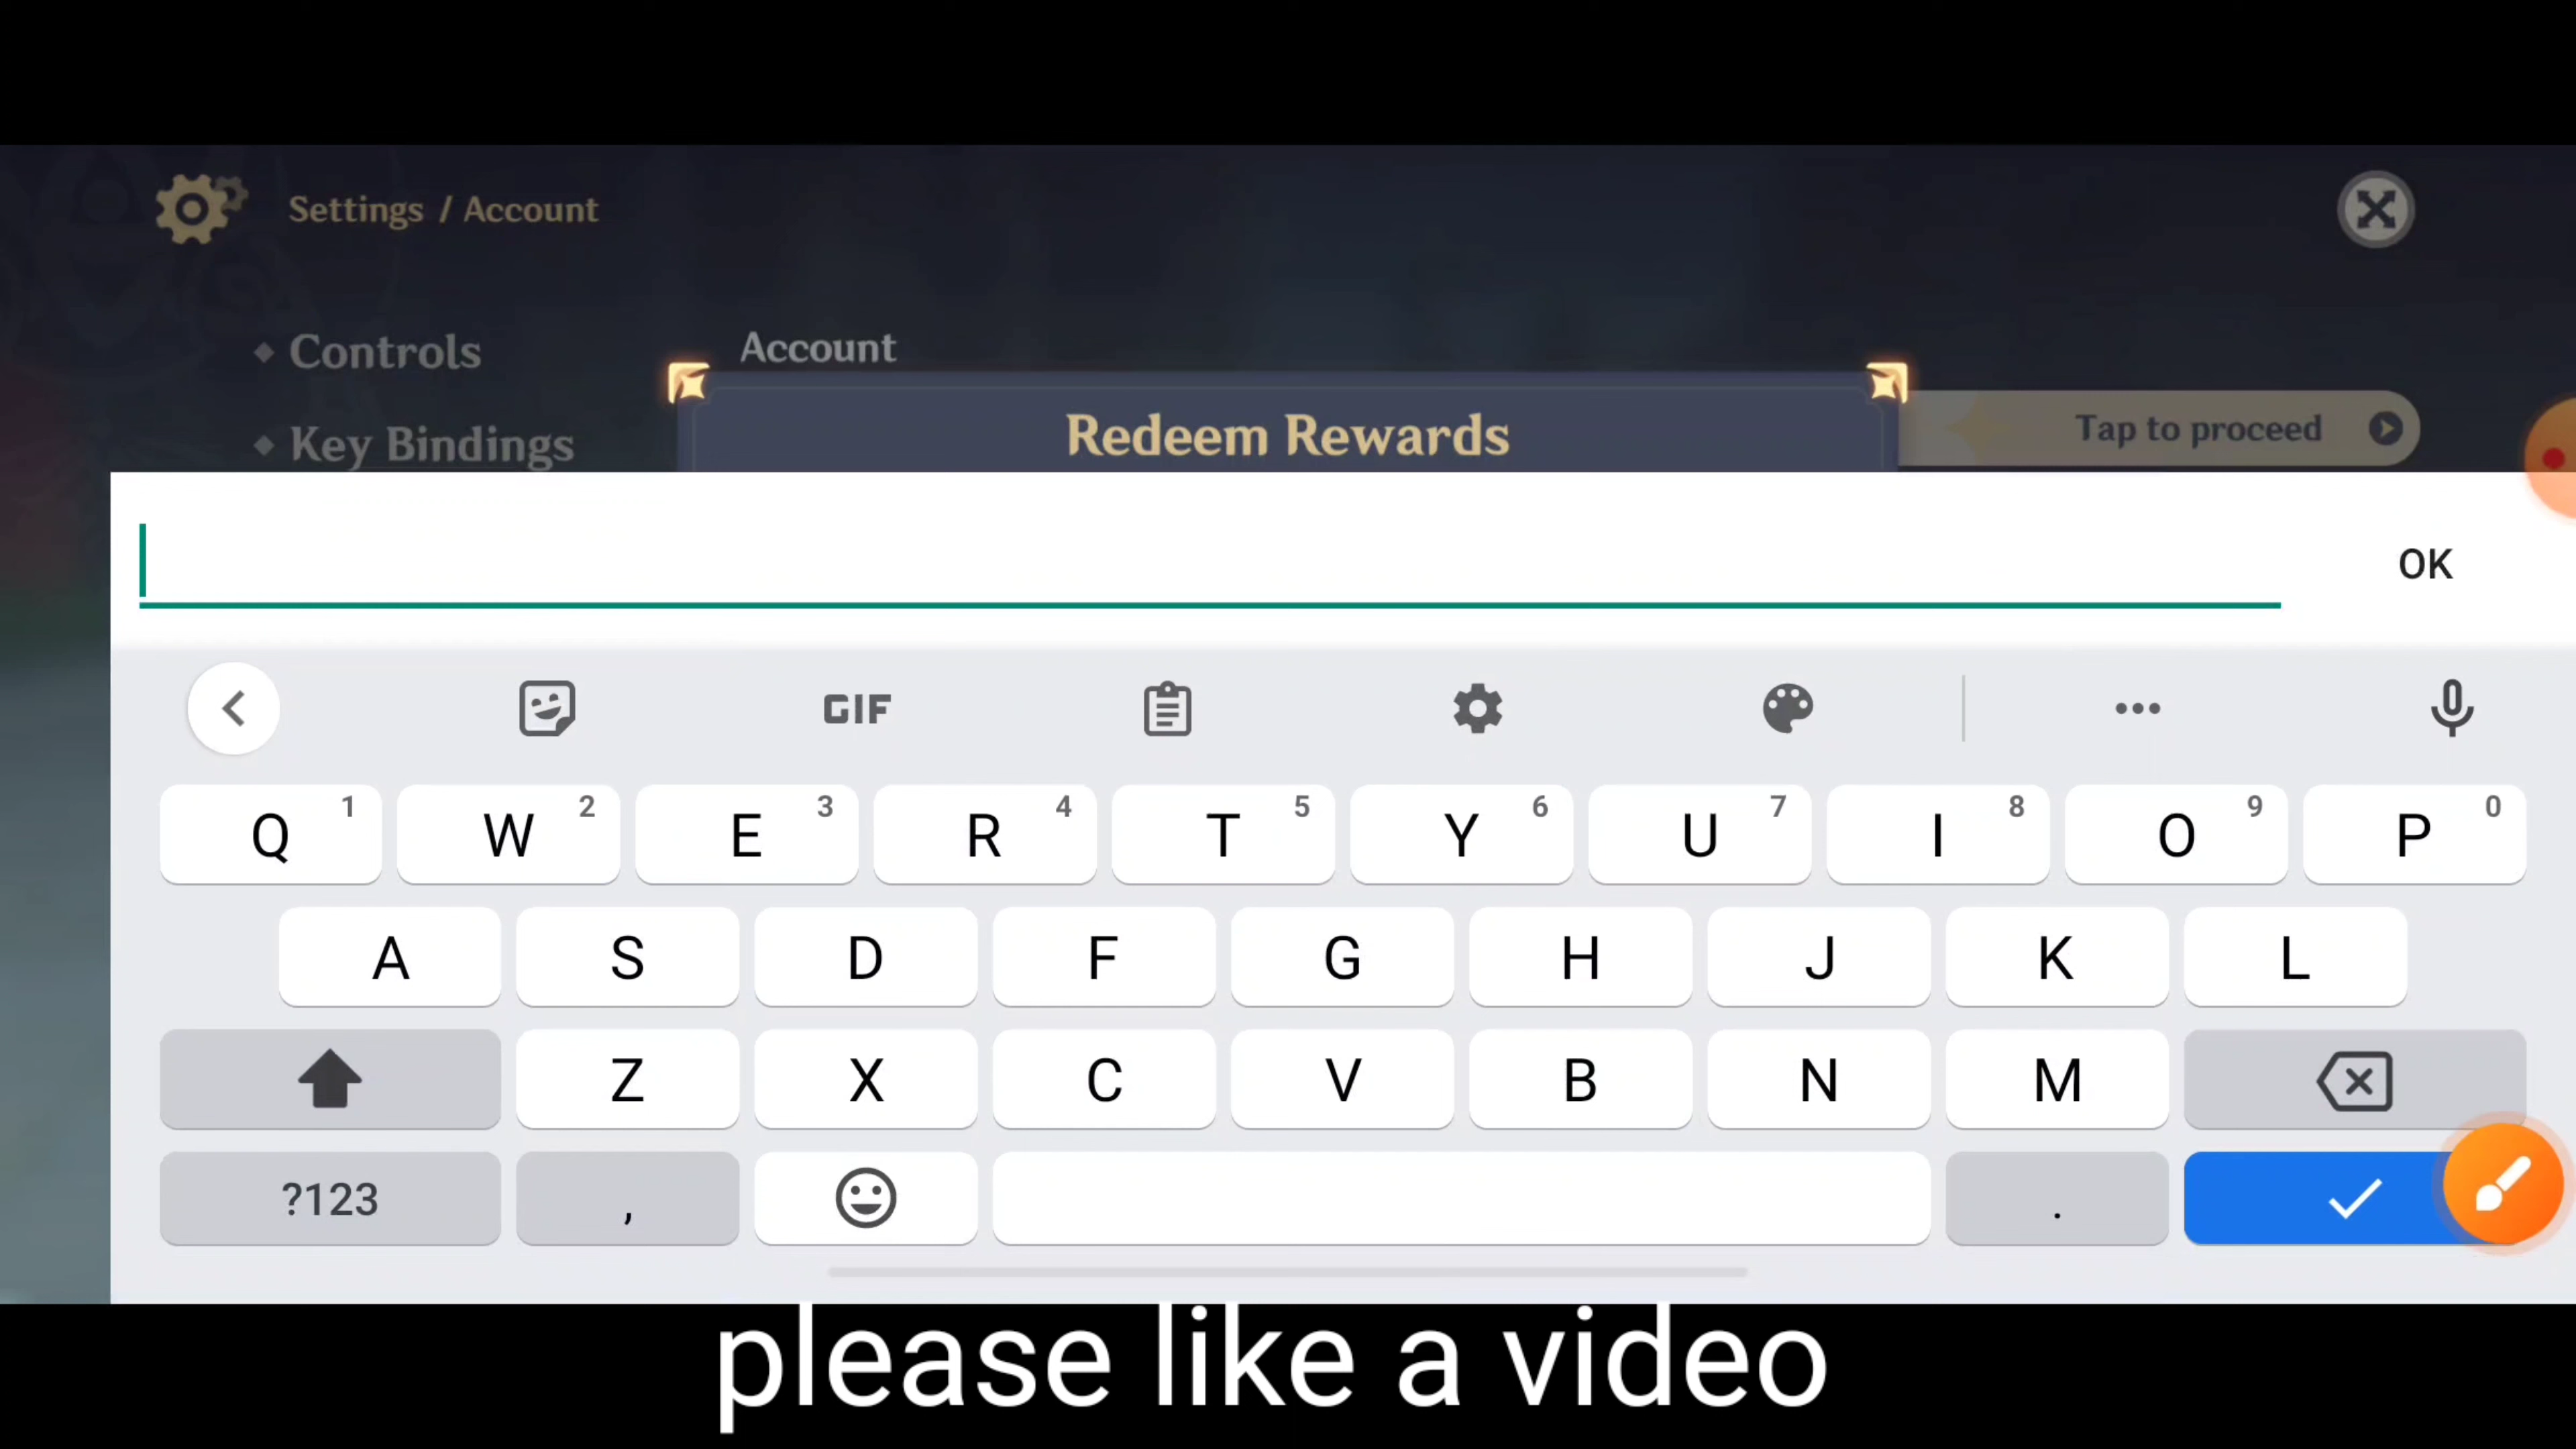 Settings / Account
Controls
Account
Key Bindings
Redeem Rewards
Tap to proceed
OK
GIF
Q 1 W 2 E 3 R 4 T 5 Y 6 U 7 I 8 O 9 P 0
A S D F G H J K L
Z X C V B N M
?123 , .
please like a video